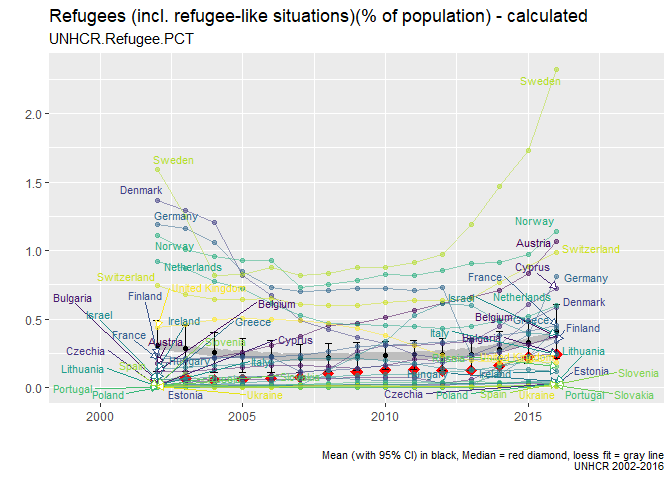 Refugees (incl. refugee-like situations)(% of population) - calculated
UNHCR.Refugee.PCT
Sweden
2.0
Sweden
1.5
Denmark
Germany
Norway
Norway
Austria
1.0
Switzerland
Netherlands
Cyprus
Switzerland
France
Germany
United Kingdom
Bulgaria
Finland
Israel
Netherlands
Denmark
Belgium
0.5
Israel
Ireland
Greece
Belgium
Greece
Finland
France
Italy
Austria
Slovenia
Cyprus
Bulgaria
Czechia
Lithuania
Hungary
Italy
Spain
Lithuania
Hungary
Ireland
Estonia
Slovenia
0.0
Portugal
Poland
Estonia
Ukraine
Czechia
Poland
Spain
Ukraine
Portugal
Slovakia
2000
2005
2010
2015
Mean (with 95% CI) in black, Median = red diamond, loess fit = gray line
UNHCR 2002-2016